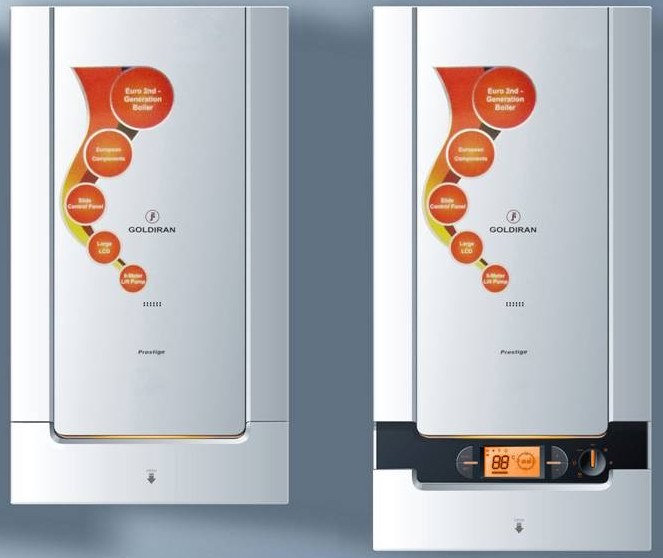 Euro 2nd -
Generation
Boiler
European
Components
Slide
Control Panel
Large
LCD
6-Meter
Lift Pump
GOLDIRAN
Prestige
Euro 2nd -
Generation
Boiler
European
Components
Slide
Control Panel
Large
LCD
6-Meter
Lift Pump
GOLDIRAN
Prestige
88